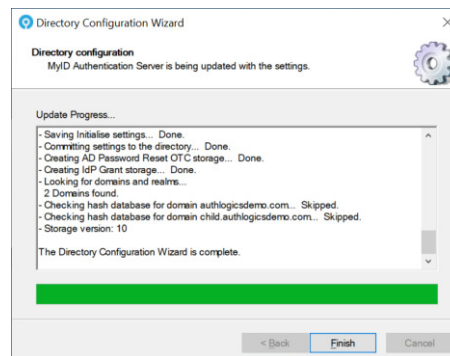 Directory Configuration Wizard
Directory configuration
MyID Authentication Server is being updated with the settings.
Update Progress...
- Saving Initialise settings... Done.
- Committing settings to the directory... Done.
- Creating AD Password Reset OTC storage... Done.
- Creating IdP Grant storage... Done.
- Looking for domains and realms...
2 Domains found.
- Checking hash database for domain authlogicsdemo.com... Skipped.
- Checking hash database for domain child.authlogicsdemo.com... Skipped.
- Storage version: 10
The Directory Configuration Wizard is complete.
< Back
Finish
Cancel